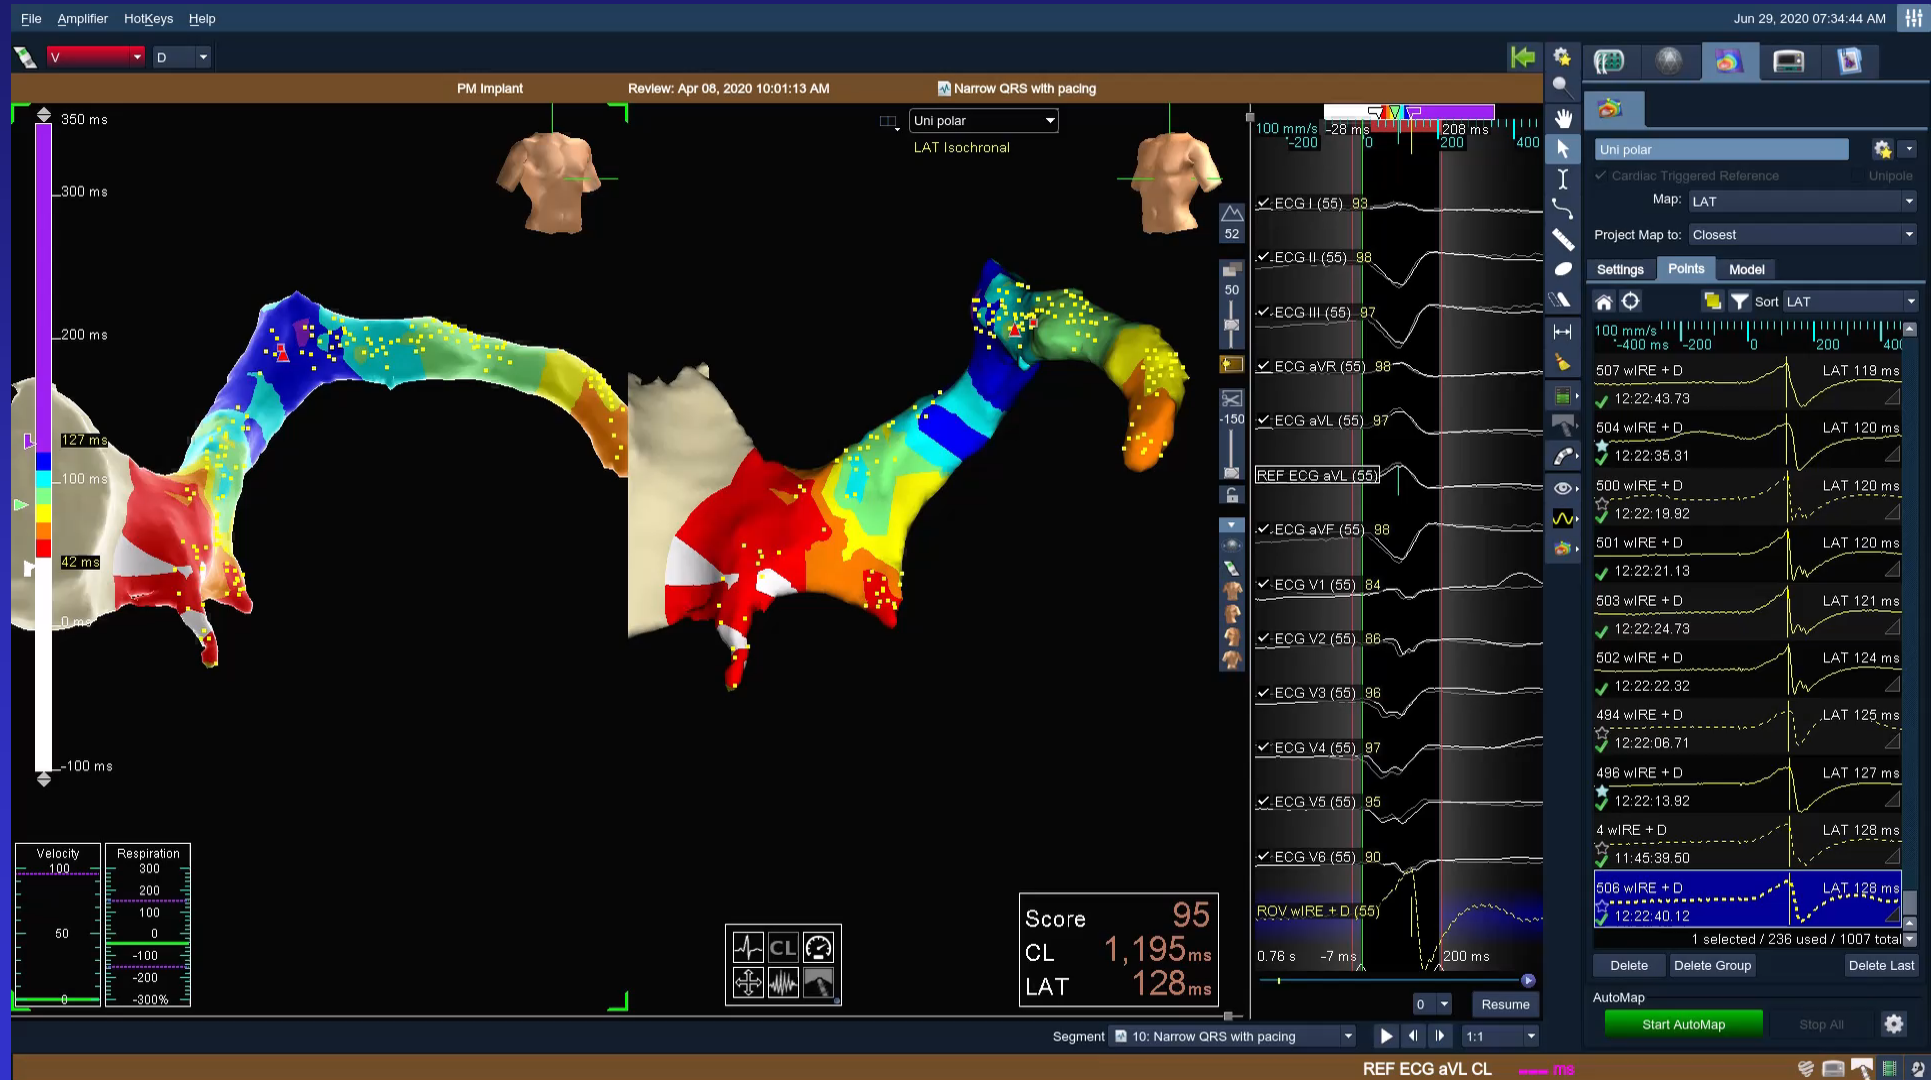 File Amplifier HotKeys Help
Jun 29, 2020 07:34:44 AM
V D
PM Implant Review: Apr 08, 2020 10:01:13 AM Narrow QRS with pacing
350 ms
300 ms
200 ms
127 ms
100 ms
42 ms
0 ms
-100 ms
Uni polar
LAT Isochronal
52
50
-150
Velocity
100
50
0
Respiration
300
200
100
0
-100
-200
-300%
CL
Score 95
CL 1,195 ms
LAT 128 ms
100 mm/s -28 ms 208 ms
-200 0 200 400
ECG I (55) 93
ECG II (55) 98
ECG III (55) 97
ECG aVR (55) 98
ECG aVL (55) 97
REF ECG aVL (55)
ECG aVF (55) 98
ECG V1 (55) 84
ECG V2 (55) 86
ECG V3 (55) 96
ECG V4 (55) 97
ECG V5 (55) 95
ECG V6 (55) 90
ROV wIRE + D (55)
0.76 s -7 ms 200 ms
0 Resume
Segment 10: Narrow QRS with pacing 1:1
REF ECG aVL CL ms
Uni polar
Cardiac Triggered Reference Unipole
Map: LAT
Project Map to: Closest
Settings Points Model
Sort LAT
100 mm/s
-400 ms -200 0 200 400
507 wIRE + D LAT 119 ms
12:22:43.73
504 wIRE + D LAT 120 ms
12:22:35.31
500 wIRE + D LAT 120 ms
12:22:19.92
501 wIRE + D LAT 120 ms
12:22:21.13
503 wIRE + D LAT 121 ms
12:22:24.73
502 wIRE + D LAT 124 ms
12:22:22.32
494 wIRE + D LAT 125 ms
12:22:06.71
496 wIRE + D LAT 127 ms
12:22:13.92
4 wIRE + D LAT 128 ms
11:45:39.50
506 wIRE + D LAT 128 ms
12:22:40.12
1 selected / 236 used / 1007 total
Delete Delete Group Delete Last
AutoMap
Start AutoMap Stop All